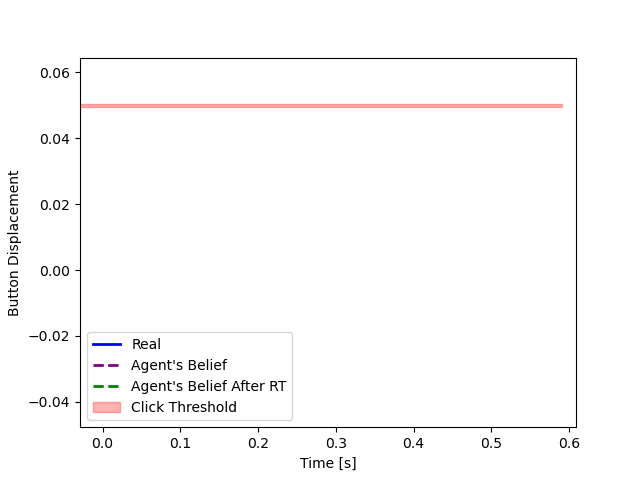 0.06
0.04
0.02
0.00
−0.02
−0.04
Button Displacement
Real
Agent's Belief
Agent's Belief After RT
Click Threshold
0.0 0.1 0.2 0.3 0.4 0.5 0.6
Time [s]